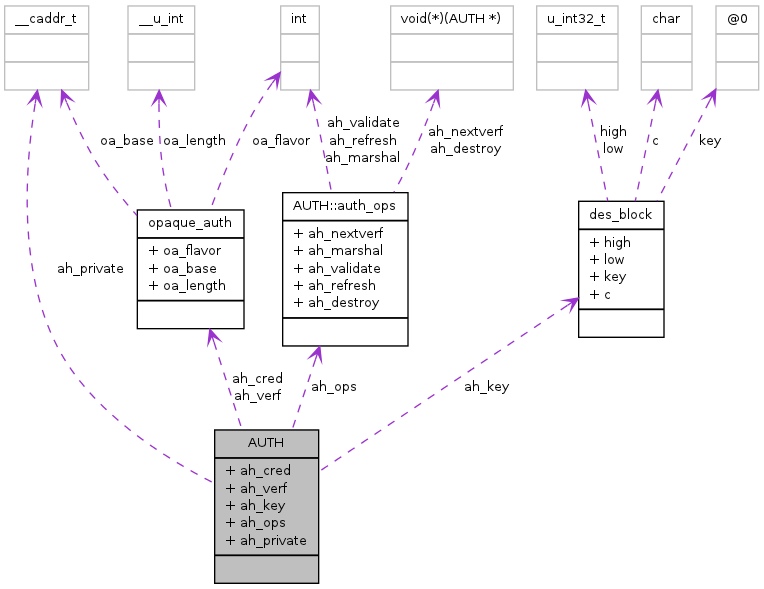 __caddr_t
__u_int
int
void(*)(AUTH *)
u_int32_t
char
@0
ah_validate
ah_refresh
ah_marshal
ah_nextverf
ah_destroy
high
low
c
key
oa_base
oa_length
oa_flavor
ah_private
opaque_auth
+ oa_flavor
+ oa_base
+ oa_length
AUTH::auth_ops
+ ah_nextverf
+ ah_marshal
+ ah_validate
+ ah_refresh
+ ah_destroy
des_block
+ high
+ low
+ key
+ c
ah_cred
ah_verf
ah_ops
ah_key
AUTH
+ ah_cred
+ ah_verf
+ ah_key
+ ah_ops
+ ah_private